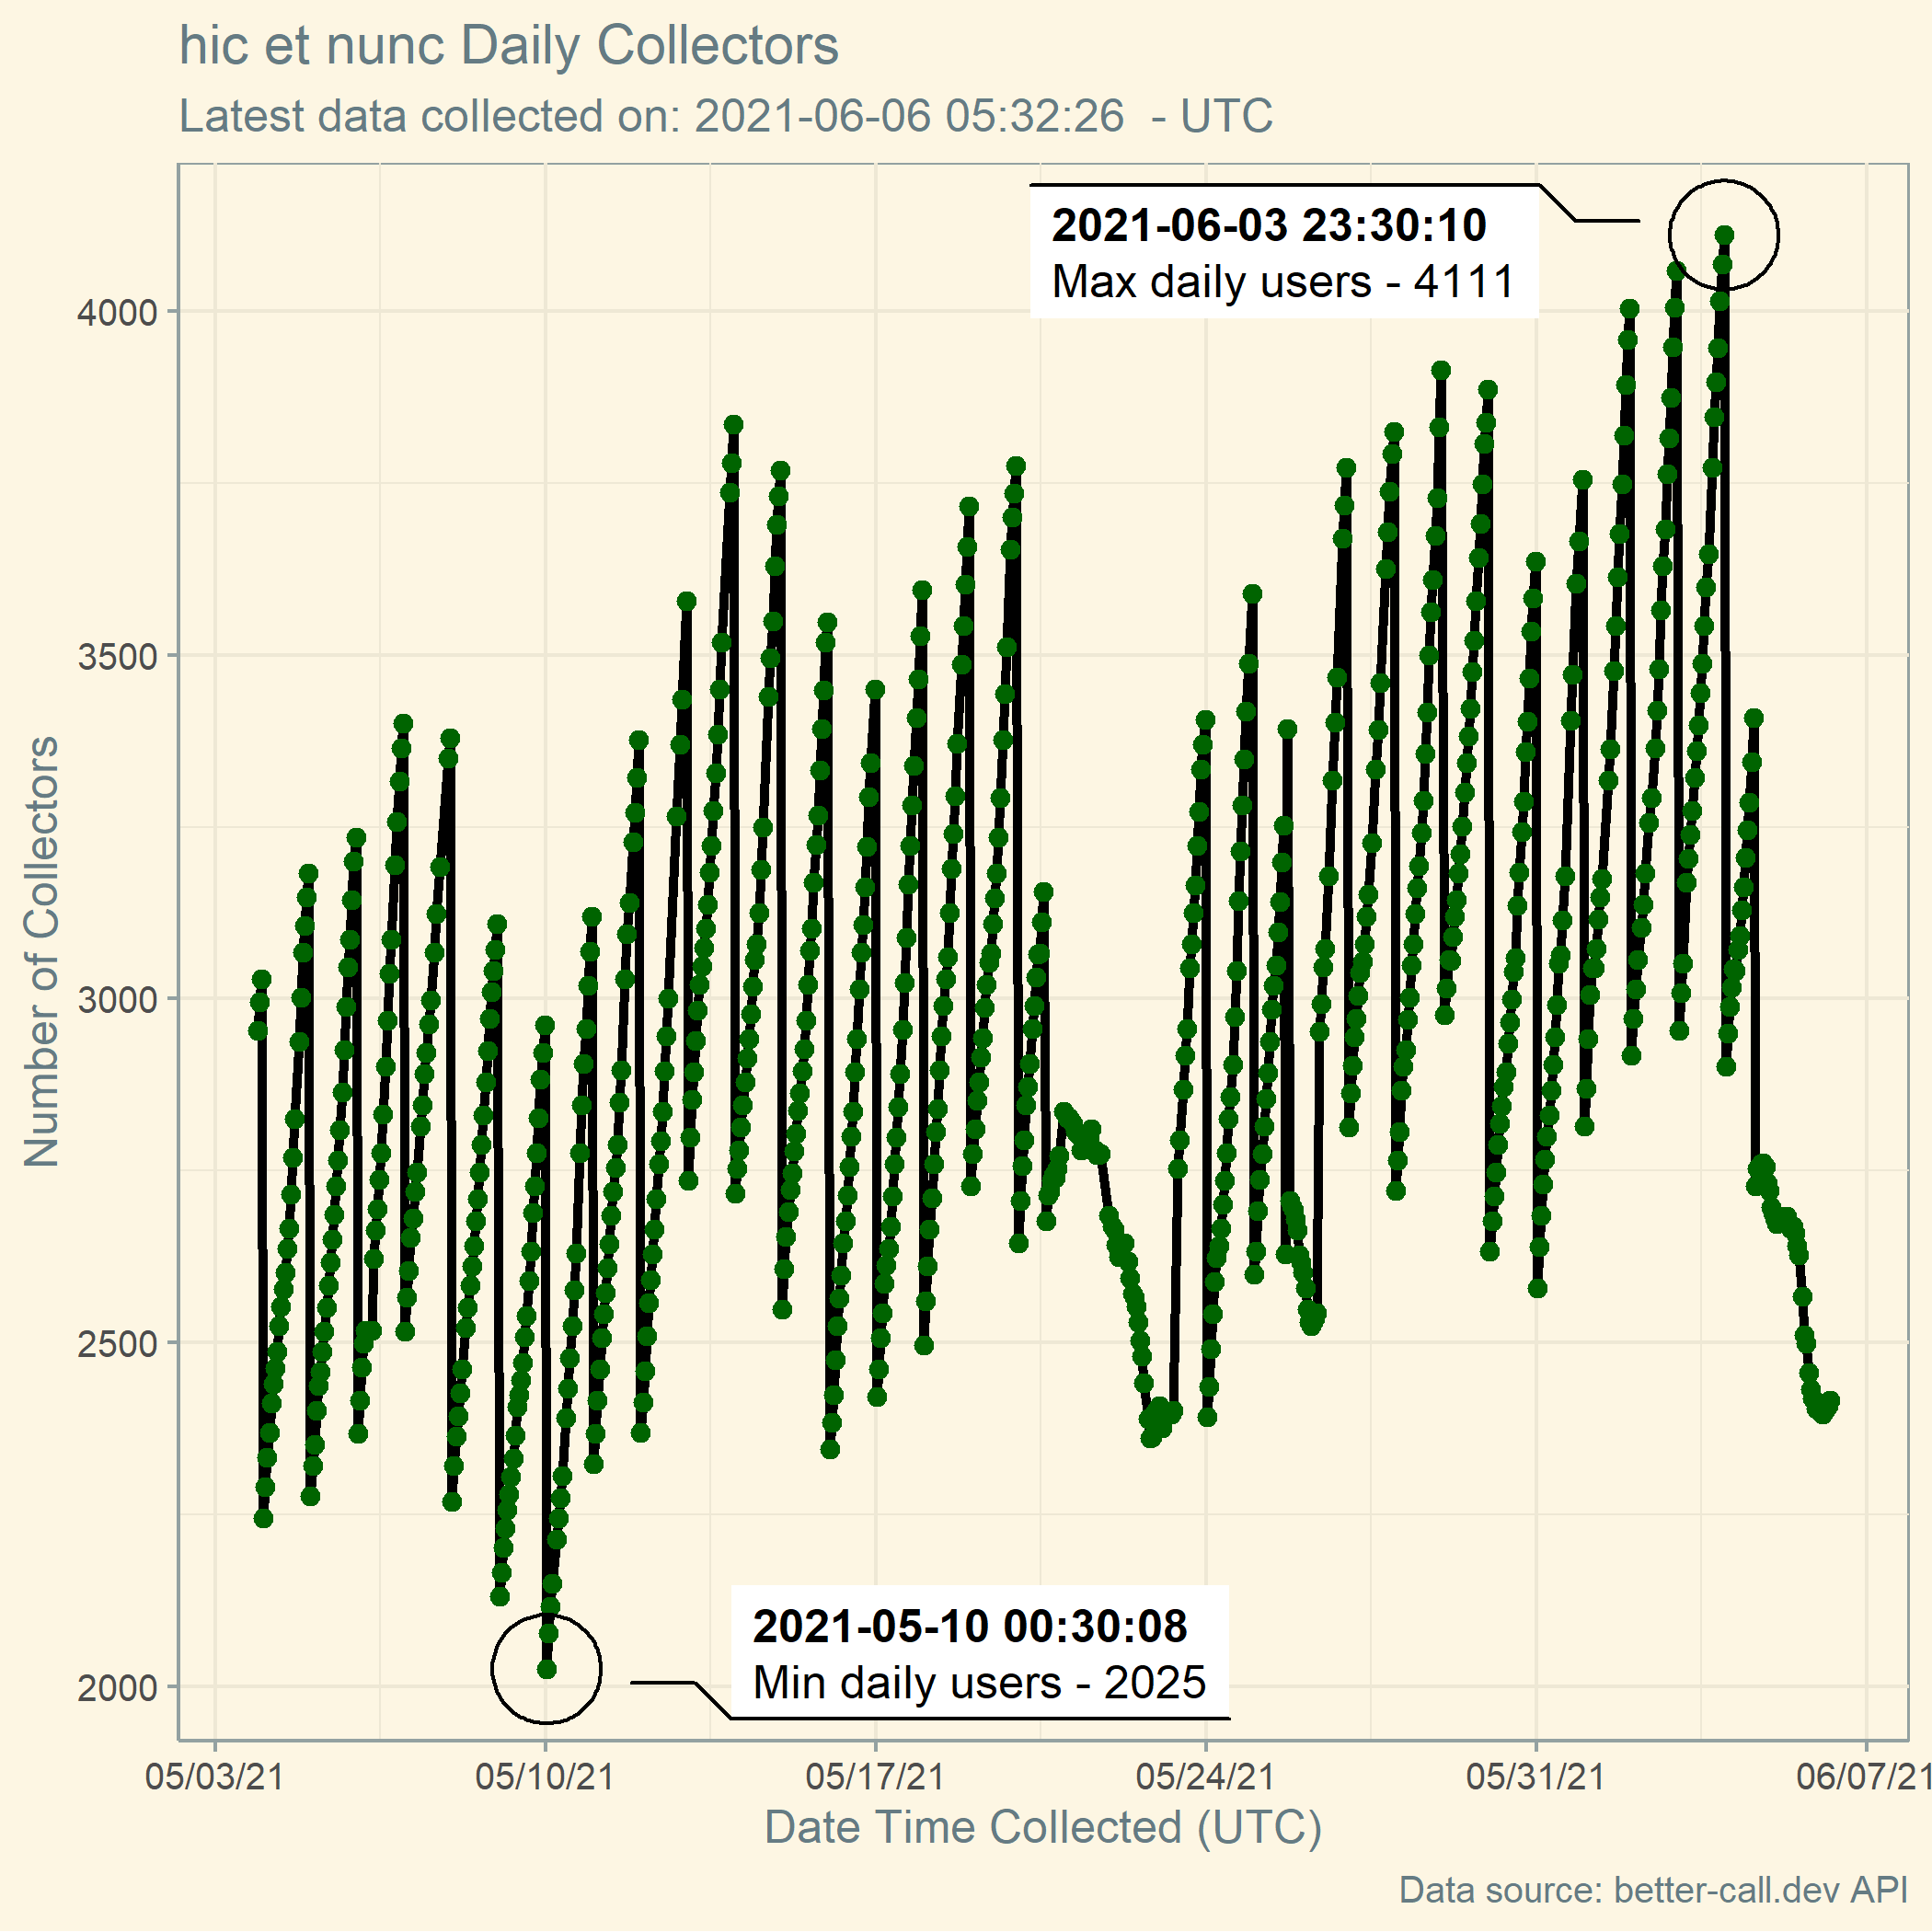 hic et nunc Daily Collectors
Latest data collected on: 2021-06-06 05:32:26  - UTC
2021-06-03 23:30:10
Max daily users - 4111
4000
3500
3000
2500
2000
Number of Collectors
2021-05-10 00:30:08
Min daily users - 2025
05/03/21 05/10/21 05/17/21 05/24/21 05/31/21 06/07/21
Date Time Collected (UTC)
Data source: better-call.dev API